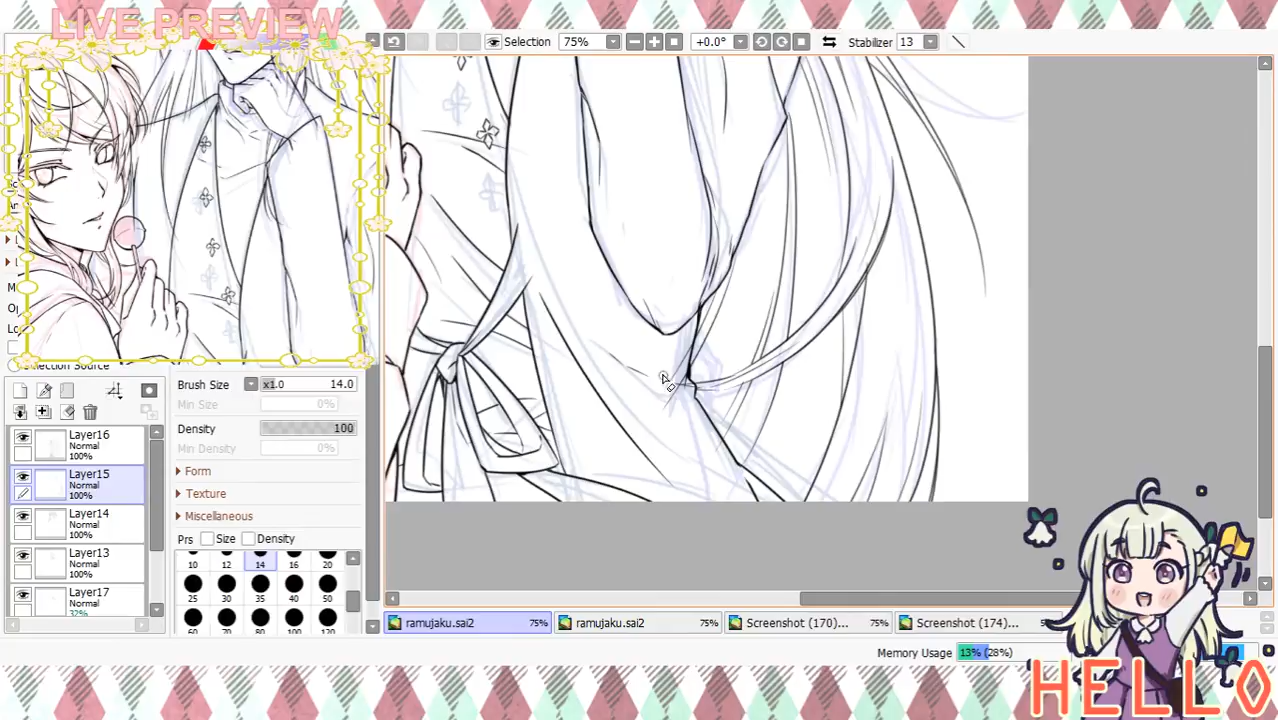 LIVE PREVIEW
Selection 75% +0.0° Stabilizer 13
Selection Source
Brush Size x1.0 14.0
Min Size 0%
Density 100
Min Density 0%
Form
Texture
Miscellaneous
Prs Size Density
10 12 14 16 20
25 30 35 40 50
60 70 80 100 120
Layer16
Normal
100%
Layer15
Normal
100%
Layer14
Normal
100%
Layer13
Normal
100%
Layer17
Normal
32%
ramujaku.sai2 75%
ramujaku.sai2 75%
Screenshot (170)... 75%
Screenshot (174)...
Memory Usage 13% (28%)
HELLO